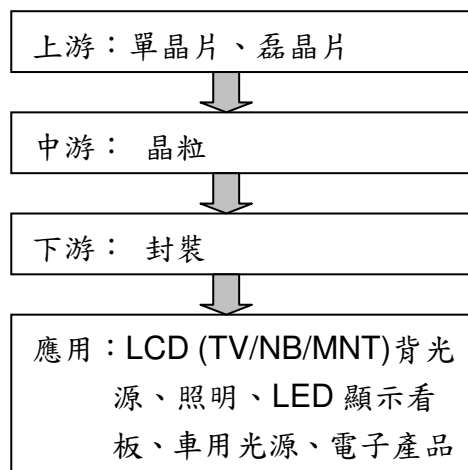 上游：單晶片、磊晶片
中游： 晶粒
下游： 封裝
應用：LCD (TV/NB/MNT)背光
源、照明、LED 顯示看
板、車用光源、電子產品